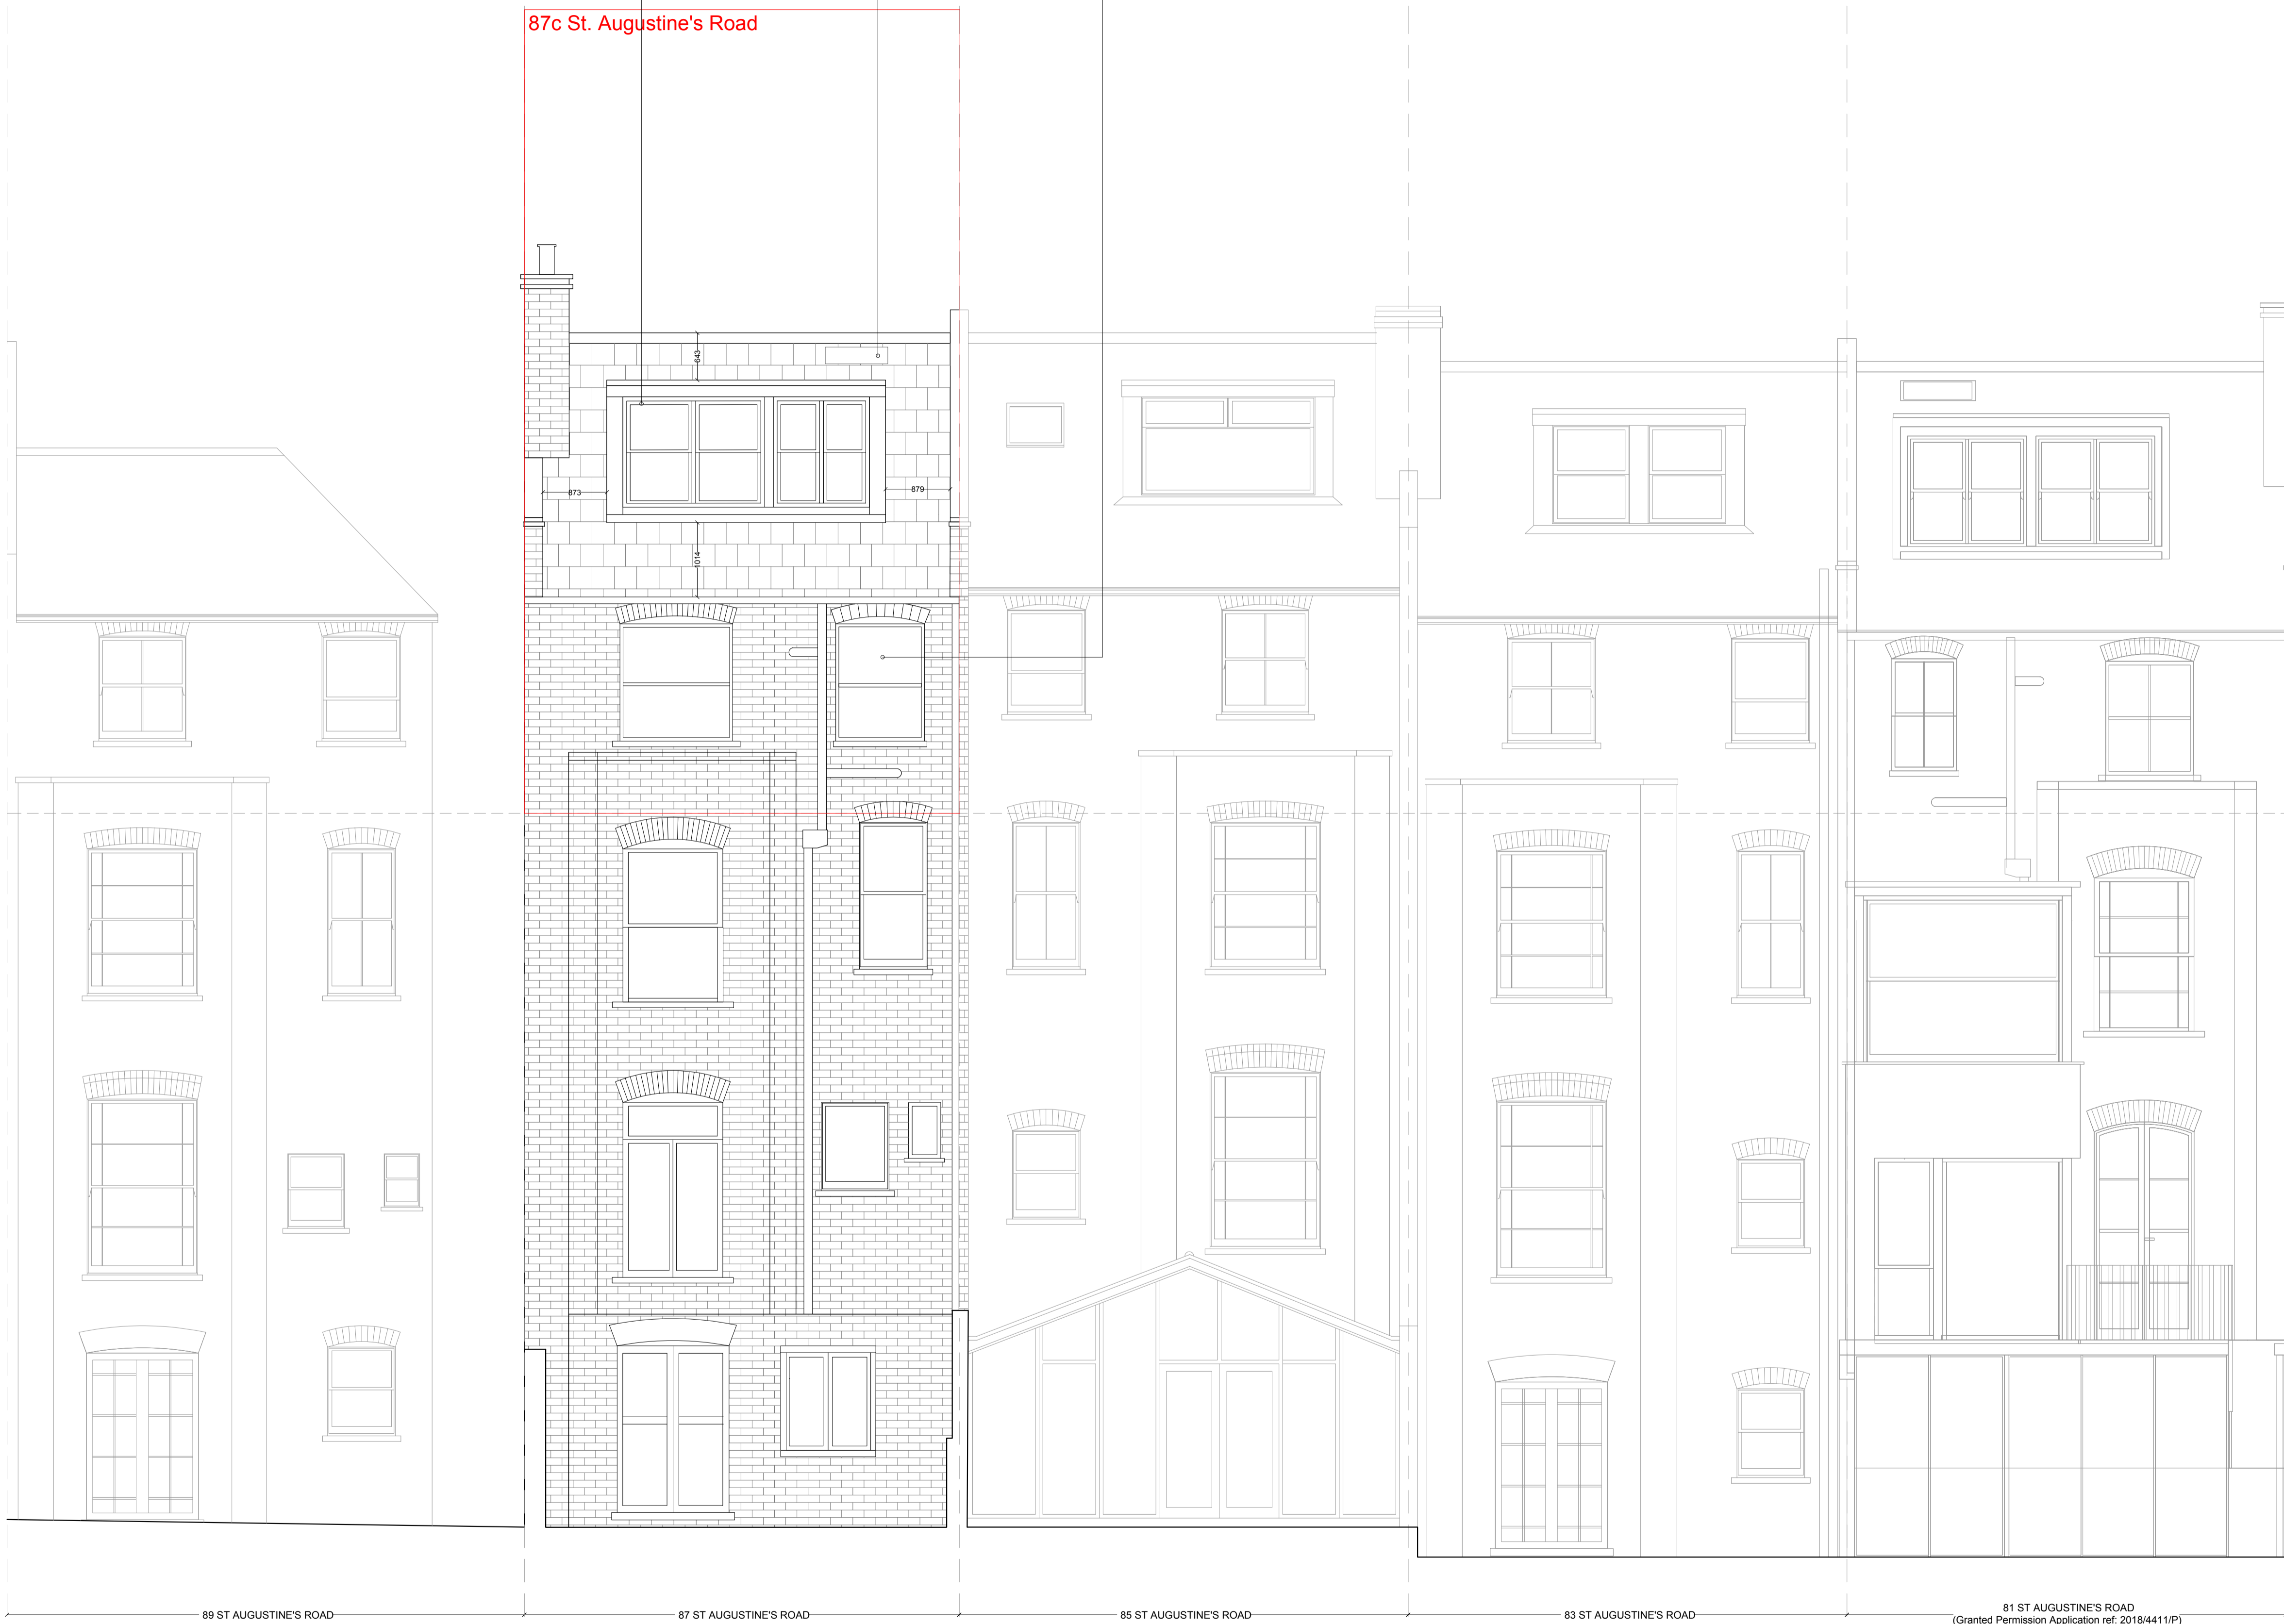 87c St. Augustine's Road
643
873
879
1014
89 ST AUGUSTINE'S ROAD
87 ST AUGUSTINE'S ROAD
85 ST AUGUSTINE'S ROAD
83 ST AUGUSTINE'S ROAD
81 ST AUGUSTINE'S ROAD
(Granted Permission Application ref: 2018/4411/P)